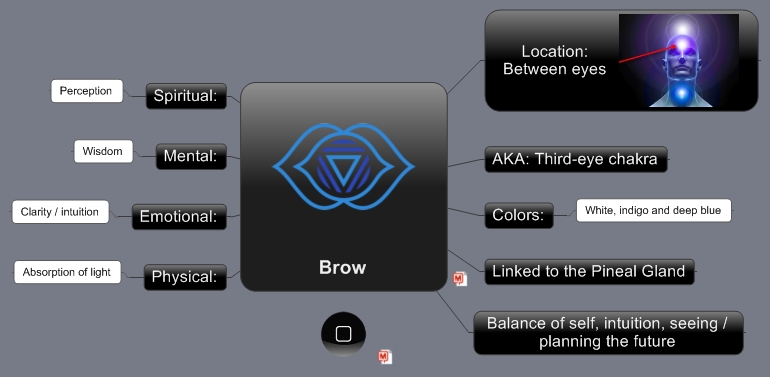 Perception
Spiritual:
Wisdom
Mental:
Clarity / intuition
Emotional:
Absorption of light
Physical:
Brow
Location:
Between eyes
AKA: Third-eye chakra
Colors:
White, indigo and deep blue
Linked to the Pineal Gland
Balance of self, intuition, seeing /
planning the future